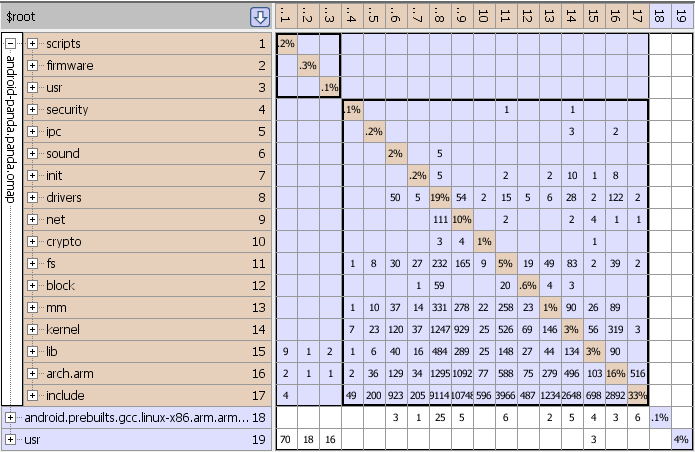 $root ..1 ..2 ..3 ..4 ..5 ..6 ..7 ..8 ..9 10 11 12 13 14 15 16 17 18 19
android-panda.panda.omap
scripts 1 .2%
firmware 2 .3%
usr 3 .1%
security 4 .1% 1 1
ipc 5 .2% 3 2
sound 6 2% 5
init 7 .2% 5 2 2 10 1 8
drivers 8 50 5 19% 54 2 15 5 6 28 2 122 2
net 9 111 10% 2 2 4 1 1
crypto 10 3 4 1% 1
fs 11 1 8 30 27 232 165 9 5% 19 49 83 2 39 2
block 12 1 59 20 .6% 4 3
mm 13 1 10 37 14 331 278 22 258 23 1% 90 26 89
kernel 14 7 23 120 37 1247 929 25 526 69 146 3% 56 319 3
lib 15 9 1 2 1 6 40 16 484 289 25 148 27 44 134 3% 90
arch.arm 16 2 1 1 2 36 129 34 1295 1092 77 588 75 279 496 103 16% 516
include 17 4 49 200 923 205 9114 10748 596 3966 487 1234 2648 698 2892 33%
android.prebuilts.gcc.linux-x86.arm.arm... 18 3 1 25 5 6 2 5 4 3 6 .1%
usr 19 70 18 16 3 4%